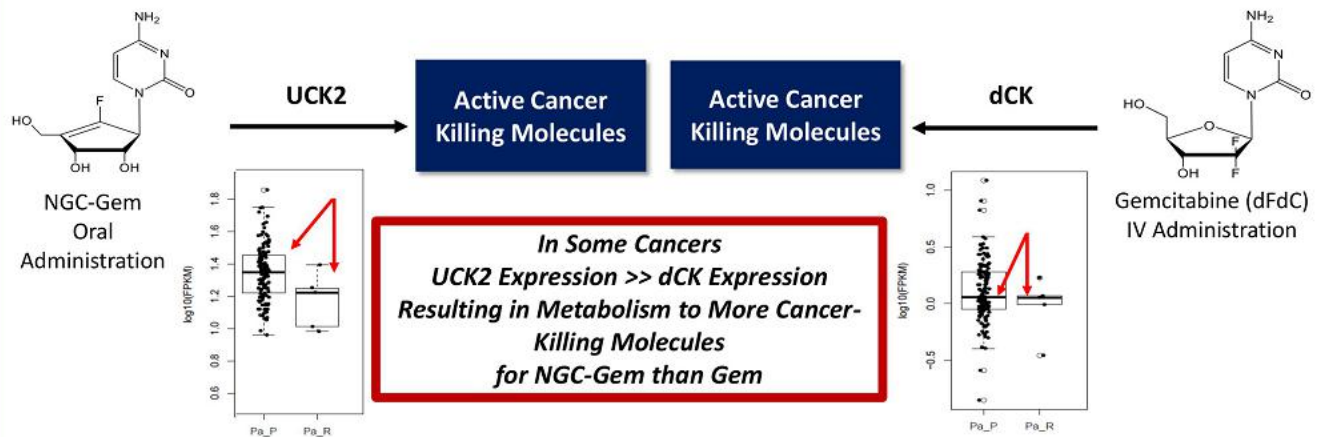 NH2
N
N
O
F
HO
OH
OH
NGC-Gem
Oral
Administration
UCK2
Active Cancer
Killing Molecules
Active Cancer
Killing Molecules
dCK
NH2
N
N
O
HO
O
F
F
OH
Gemcitabine (dFdC)
IV Administration
log10(FPKM)
1.8
1.6
1.4
1.2
1.0
0.8
0.6
Pa_P
Pa_R
In Some Cancers
UCK2 Expression >> dCK Expression
Resulting in Metabolism to More Cancer-
Killing Molecules
for NGC-Gem than Gem
log10(FPKM)
1.0
0.5
0.0
−0.5
Pa_P
Pa_R